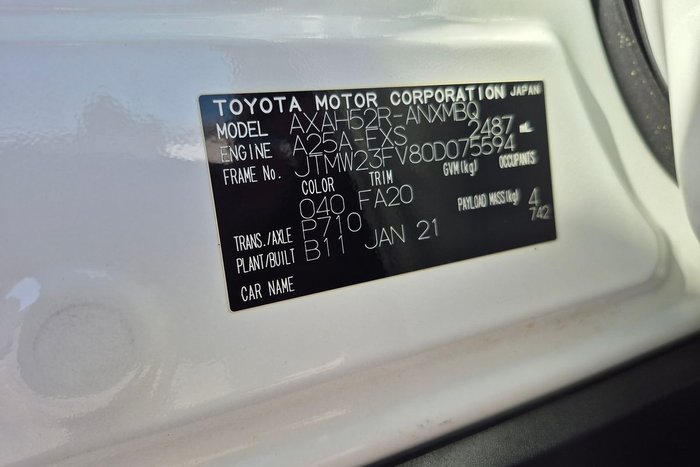 TOYOTA MOTOR CORPORATION JAPAN
MODEL AXAH52R-ANXMBQ
ENGINE A25A-FXS 2487 mL
FRAME No. JTMW23FV80D075594
COLOR TRIM GVM(kg) OCCUPANTS
040 FA20 4
PAYLOAD MASS(kg) 742
TRANS./AXLE P710
PLANT/BUILT B11 JAN 21
CAR NAME